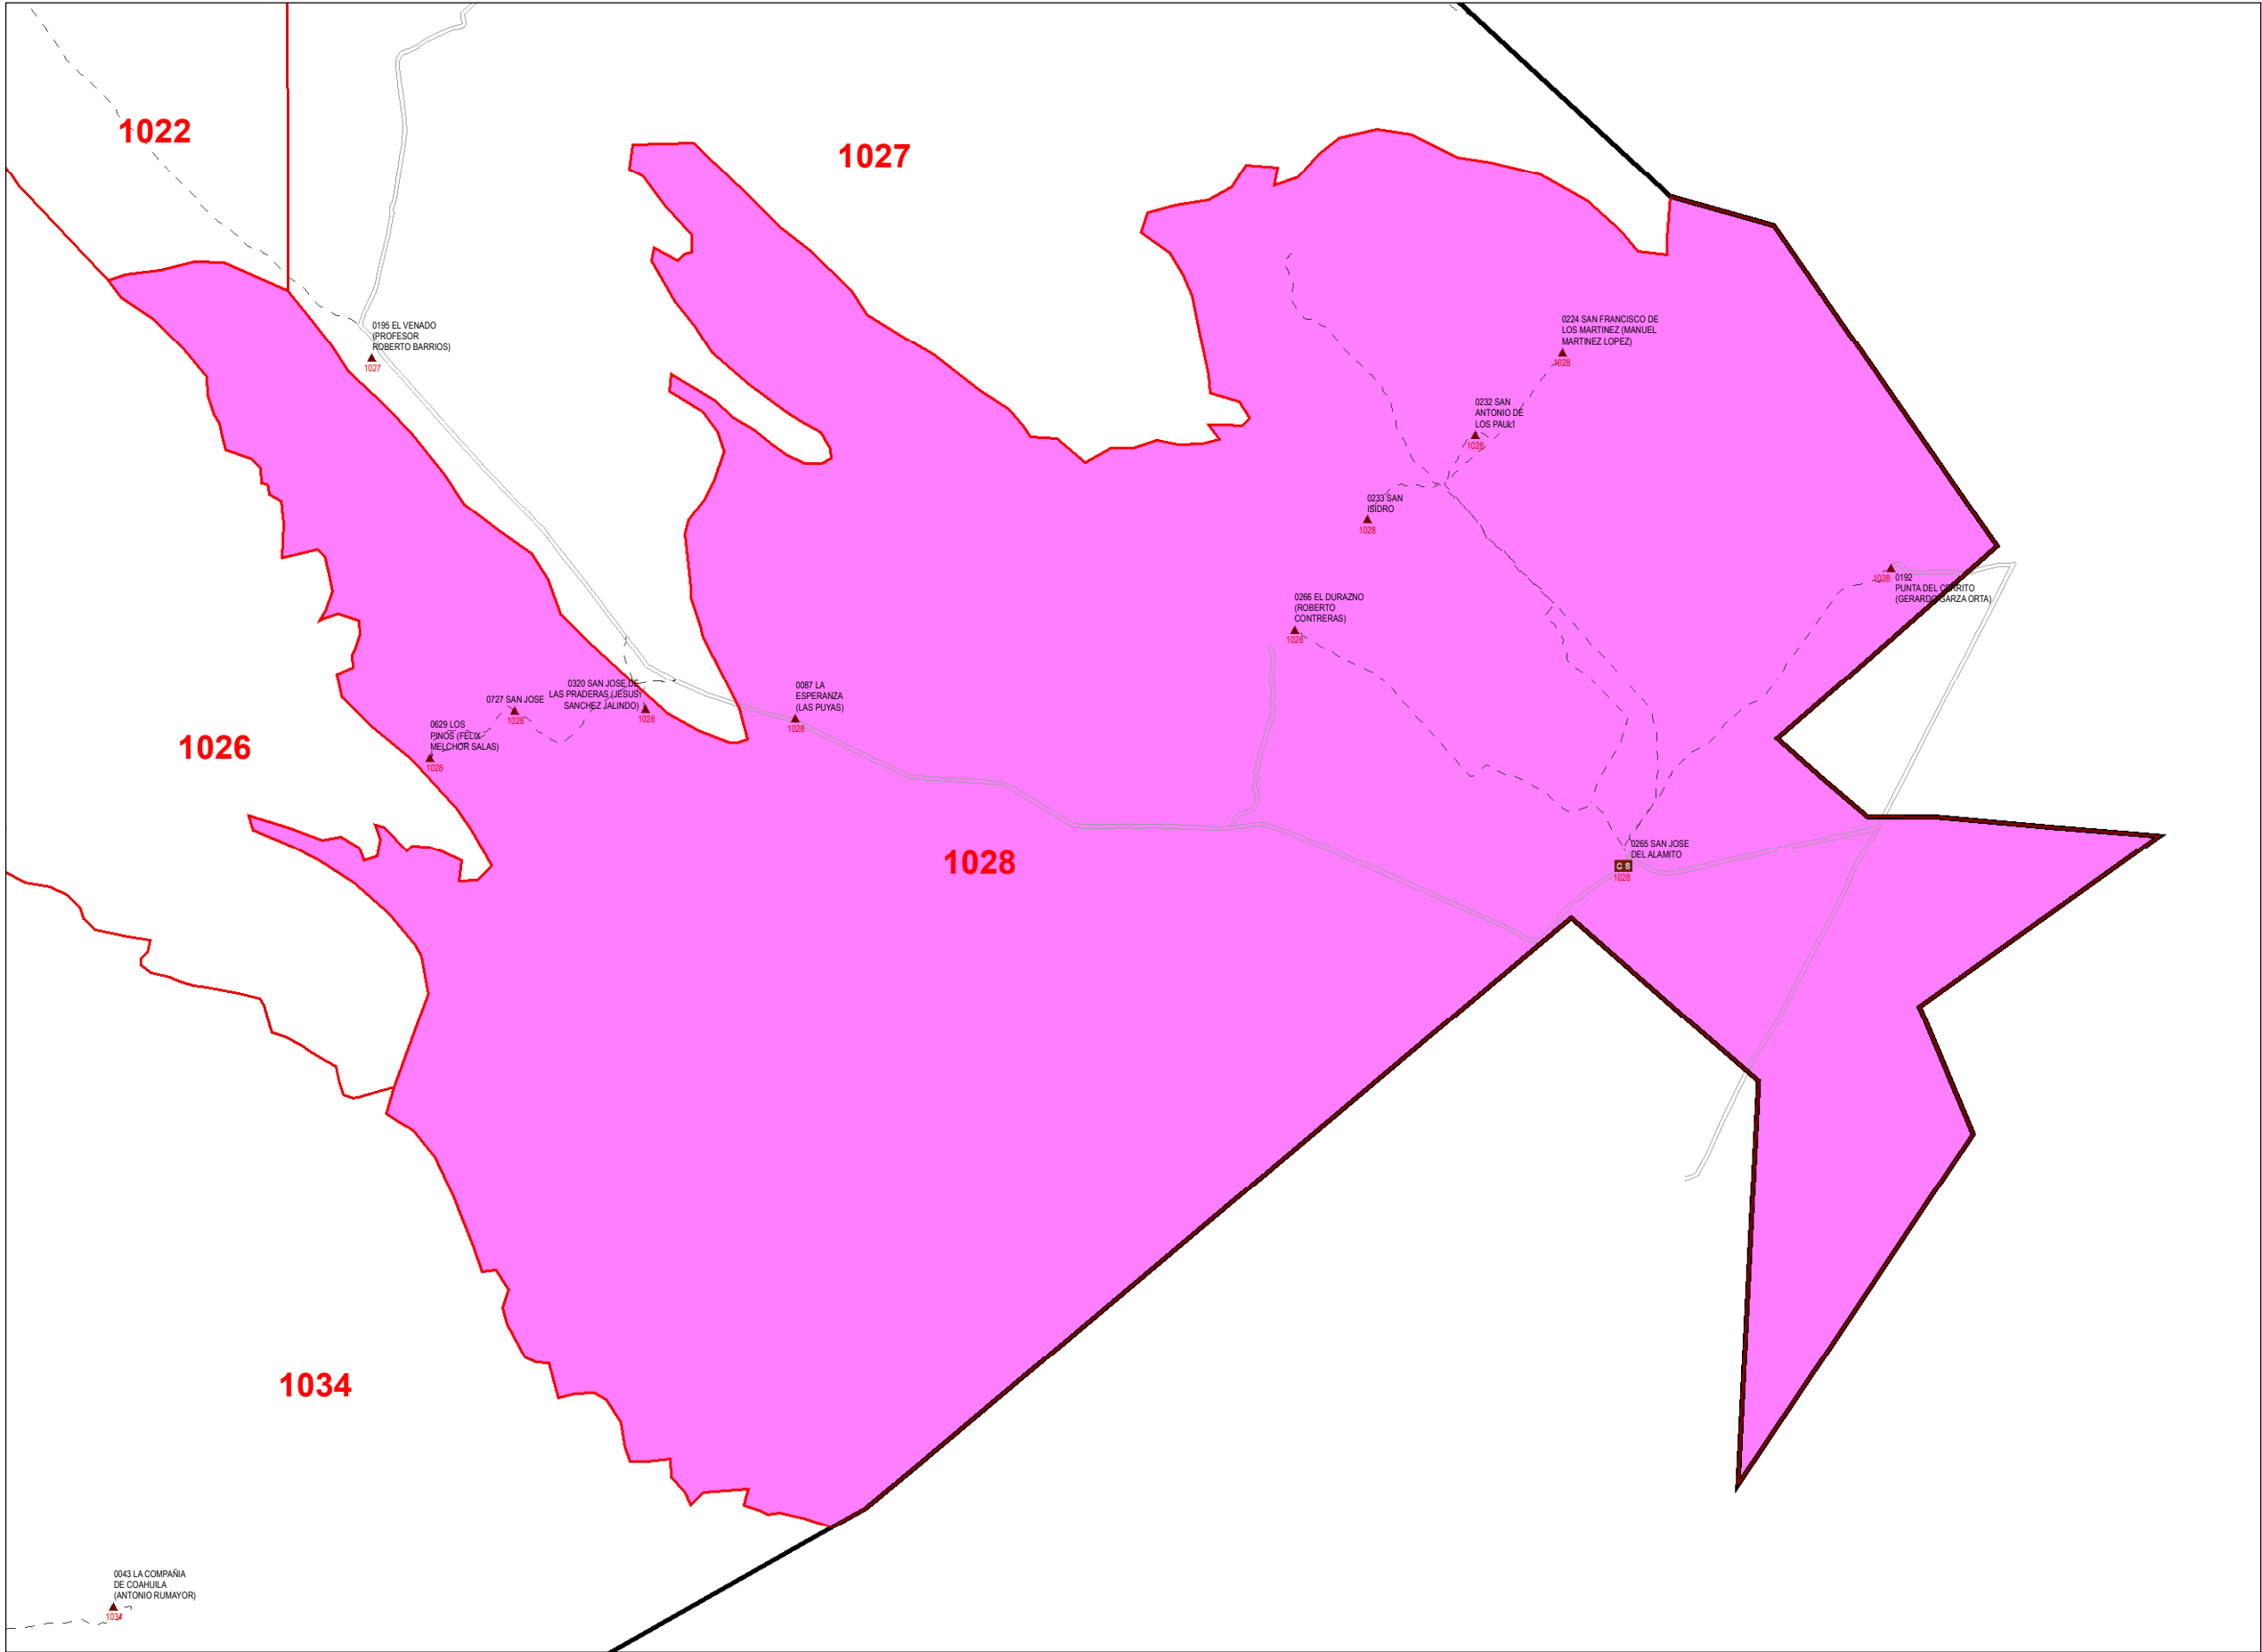 1022
1027
0195 EL VENADO
(PROFESOR
ROBERTO BARRIOS)
1027
0224 SAN FRANCISCO DE
LOS MARTINEZ (MANUEL
MARTINEZ LOPEZ)
1028
0232 SAN
ANTONIO DE
LOS PAULI
1028
0233 SAN
ISIDRO
1028
0192
PUNTA DEL CERRITO
(GERARDO GARZA ORTA)
1028
0266 EL DURAZNO
(ROBERTO
CONTRERAS)
1028
0320 SAN JOSE DE
LAS PRADERAS (JESUS
SANCHEZ JALINDO)
1028
0087 LA
ESPERANZA
(LAS PUYAS)
1028
0727 SAN JOSE
1028
0629 LOS
PINOS (FELIX
MELCHOR SALAS)
1028
1026
1028
0265 SAN JOSE
DEL ALAMITO
C S
1028
1034
0043 LA COMPAÑIA
DE COAHUILA
(ANTONIO RUMAYOR)
1034